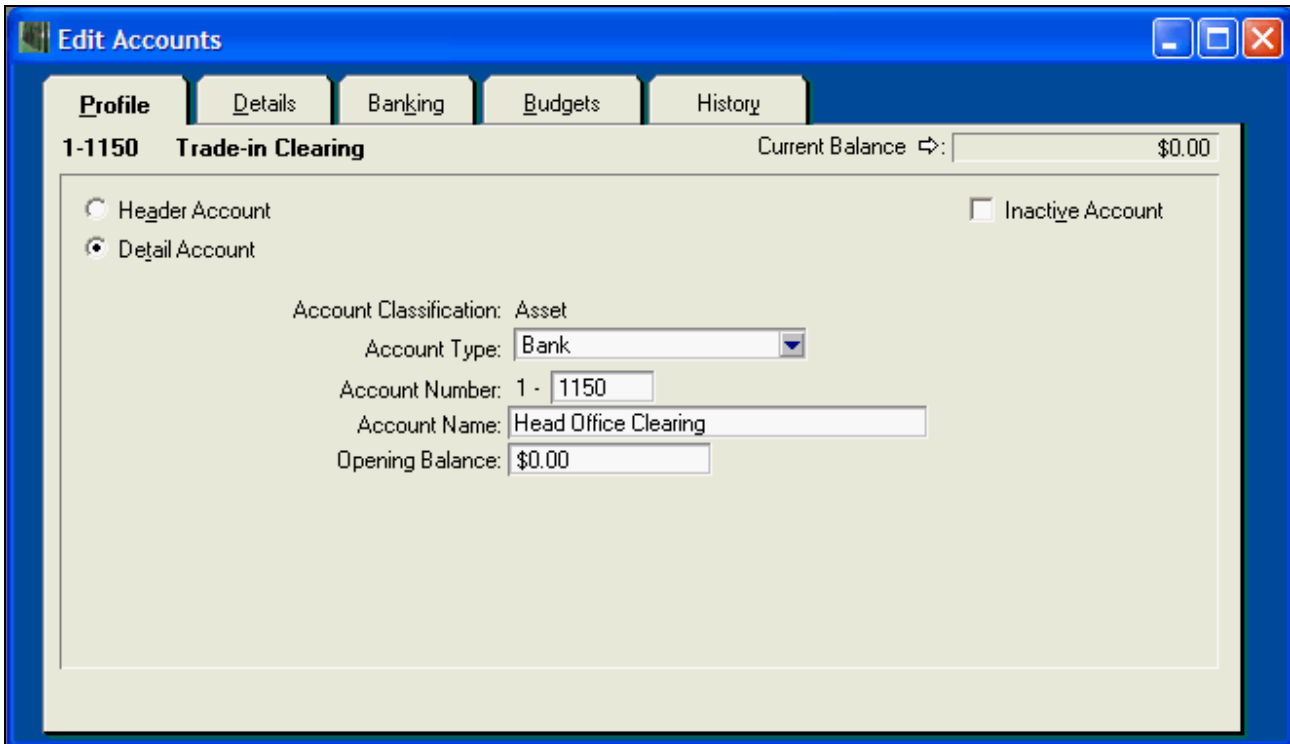 Edit Accounts
Profile Details Banking Budgets History
1-1150 Trade-in Clearing Current Balance ⇨: $0.00
Header Account Inactive Account
Detail Account
Account Classification: Asset
Account Type: Bank
Account Number: 1 - 1150
Account Name: Head Office Clearing
Opening Balance: $0.00